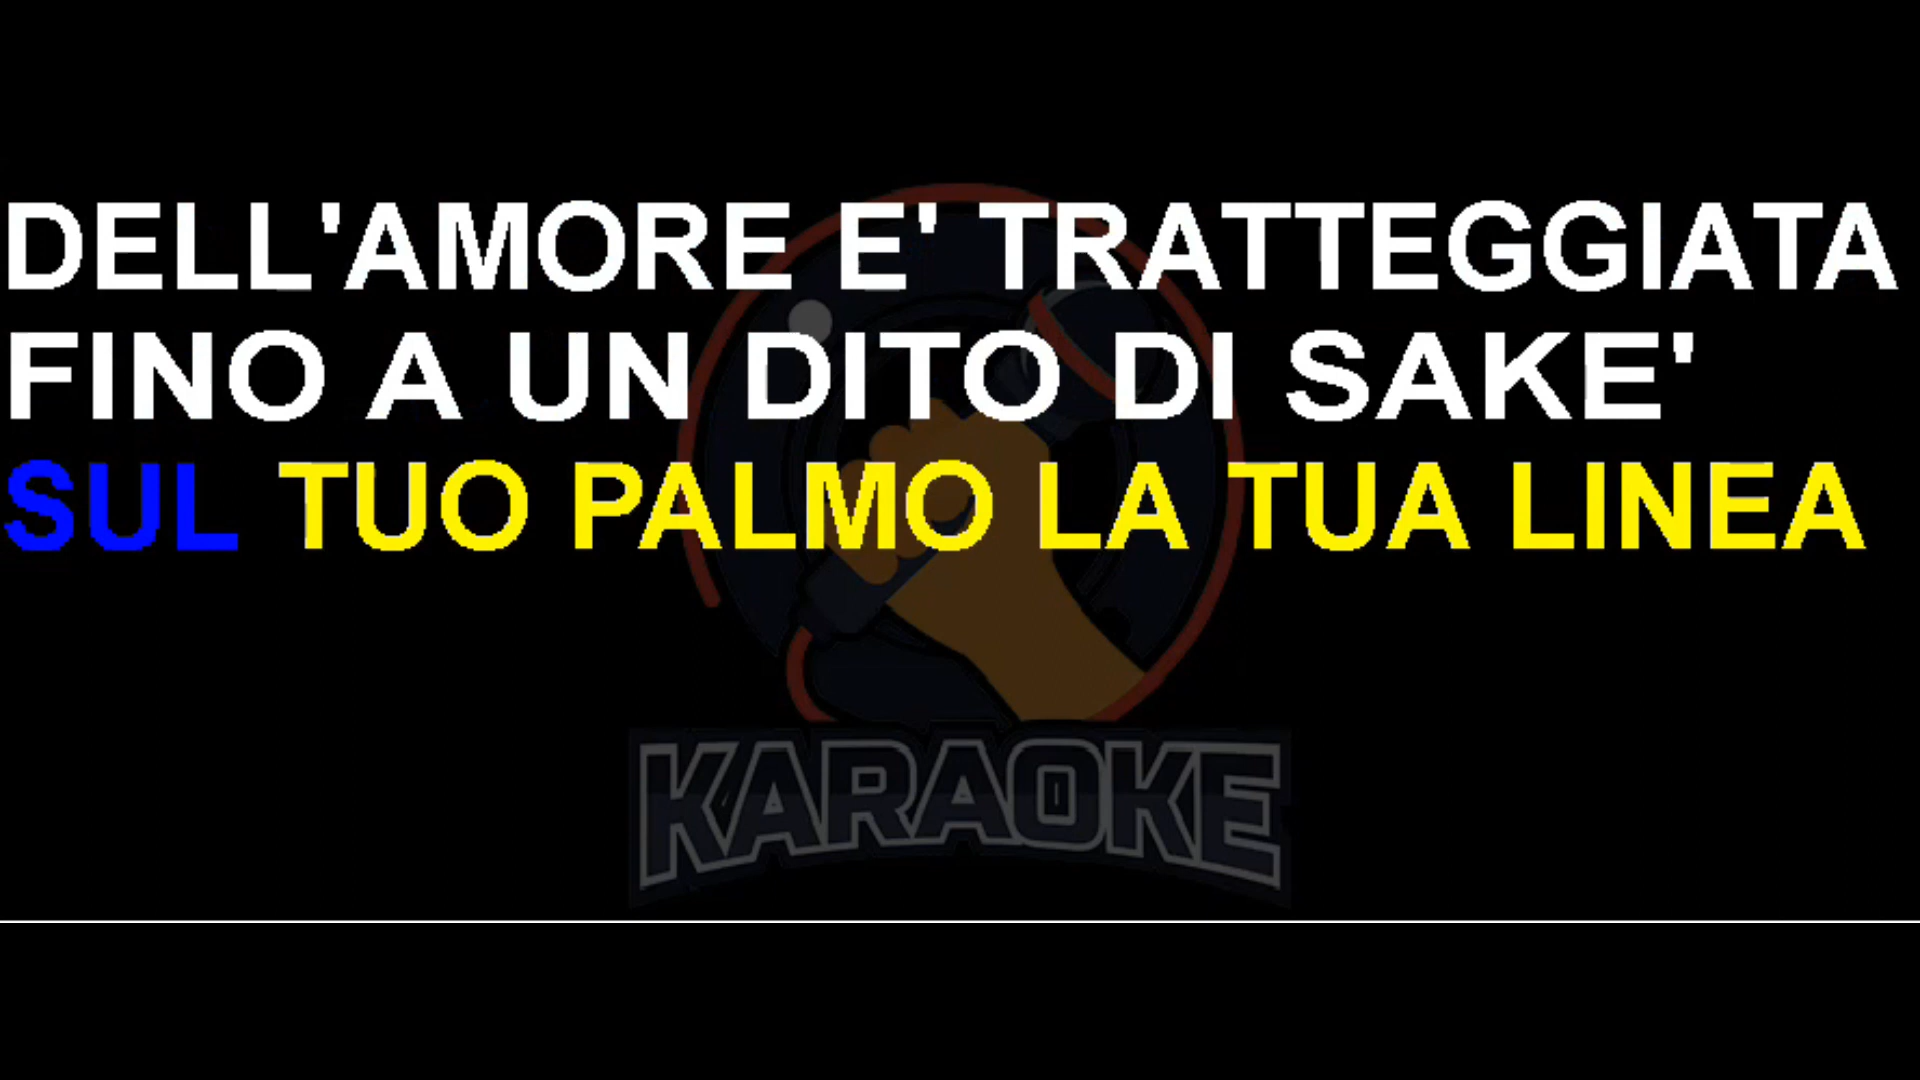 DELL'AMORE E' TRATTEGGIATA
FINO A UN DITO DI SAKE'
SUL TUO PALMO LA TUA LINEA
KARAOKE